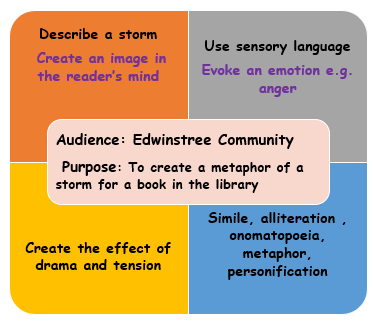 Describe a storm
Create an image in
the reader's mind
Use sensory language
Evoke an emotion e.g.
anger
Audience: Edwinstree Community
Purpose: To create a metaphor of a
storm for a book in the library
Create the effect of
drama and tension
Simile, alliteration ,
onomatopoeia,
metaphor,
personification